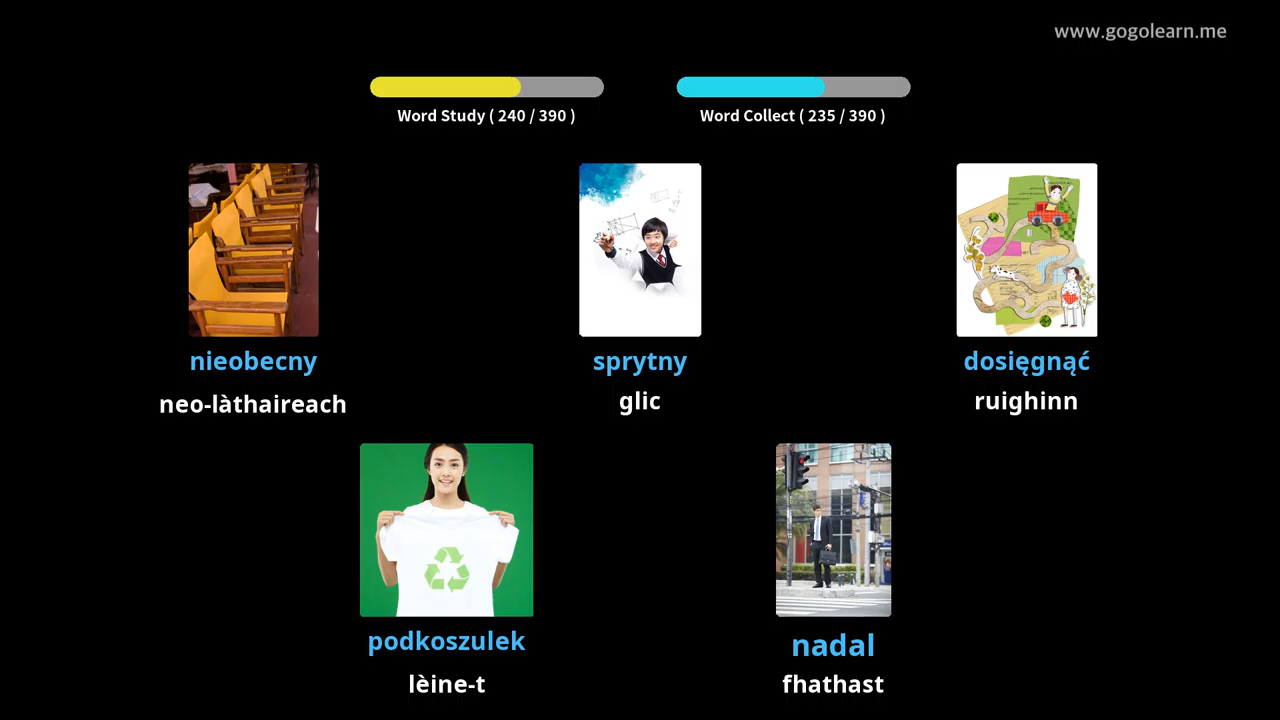 www.gogolearn.me
Word Study ( 240 / 390 )
Word Collect ( 235 / 390 )
nieobecny
sprytny
dosięgnąć
neo-làthaireach
glic
ruighinn
podkoszulek
nadal
lèine-t
fhathast